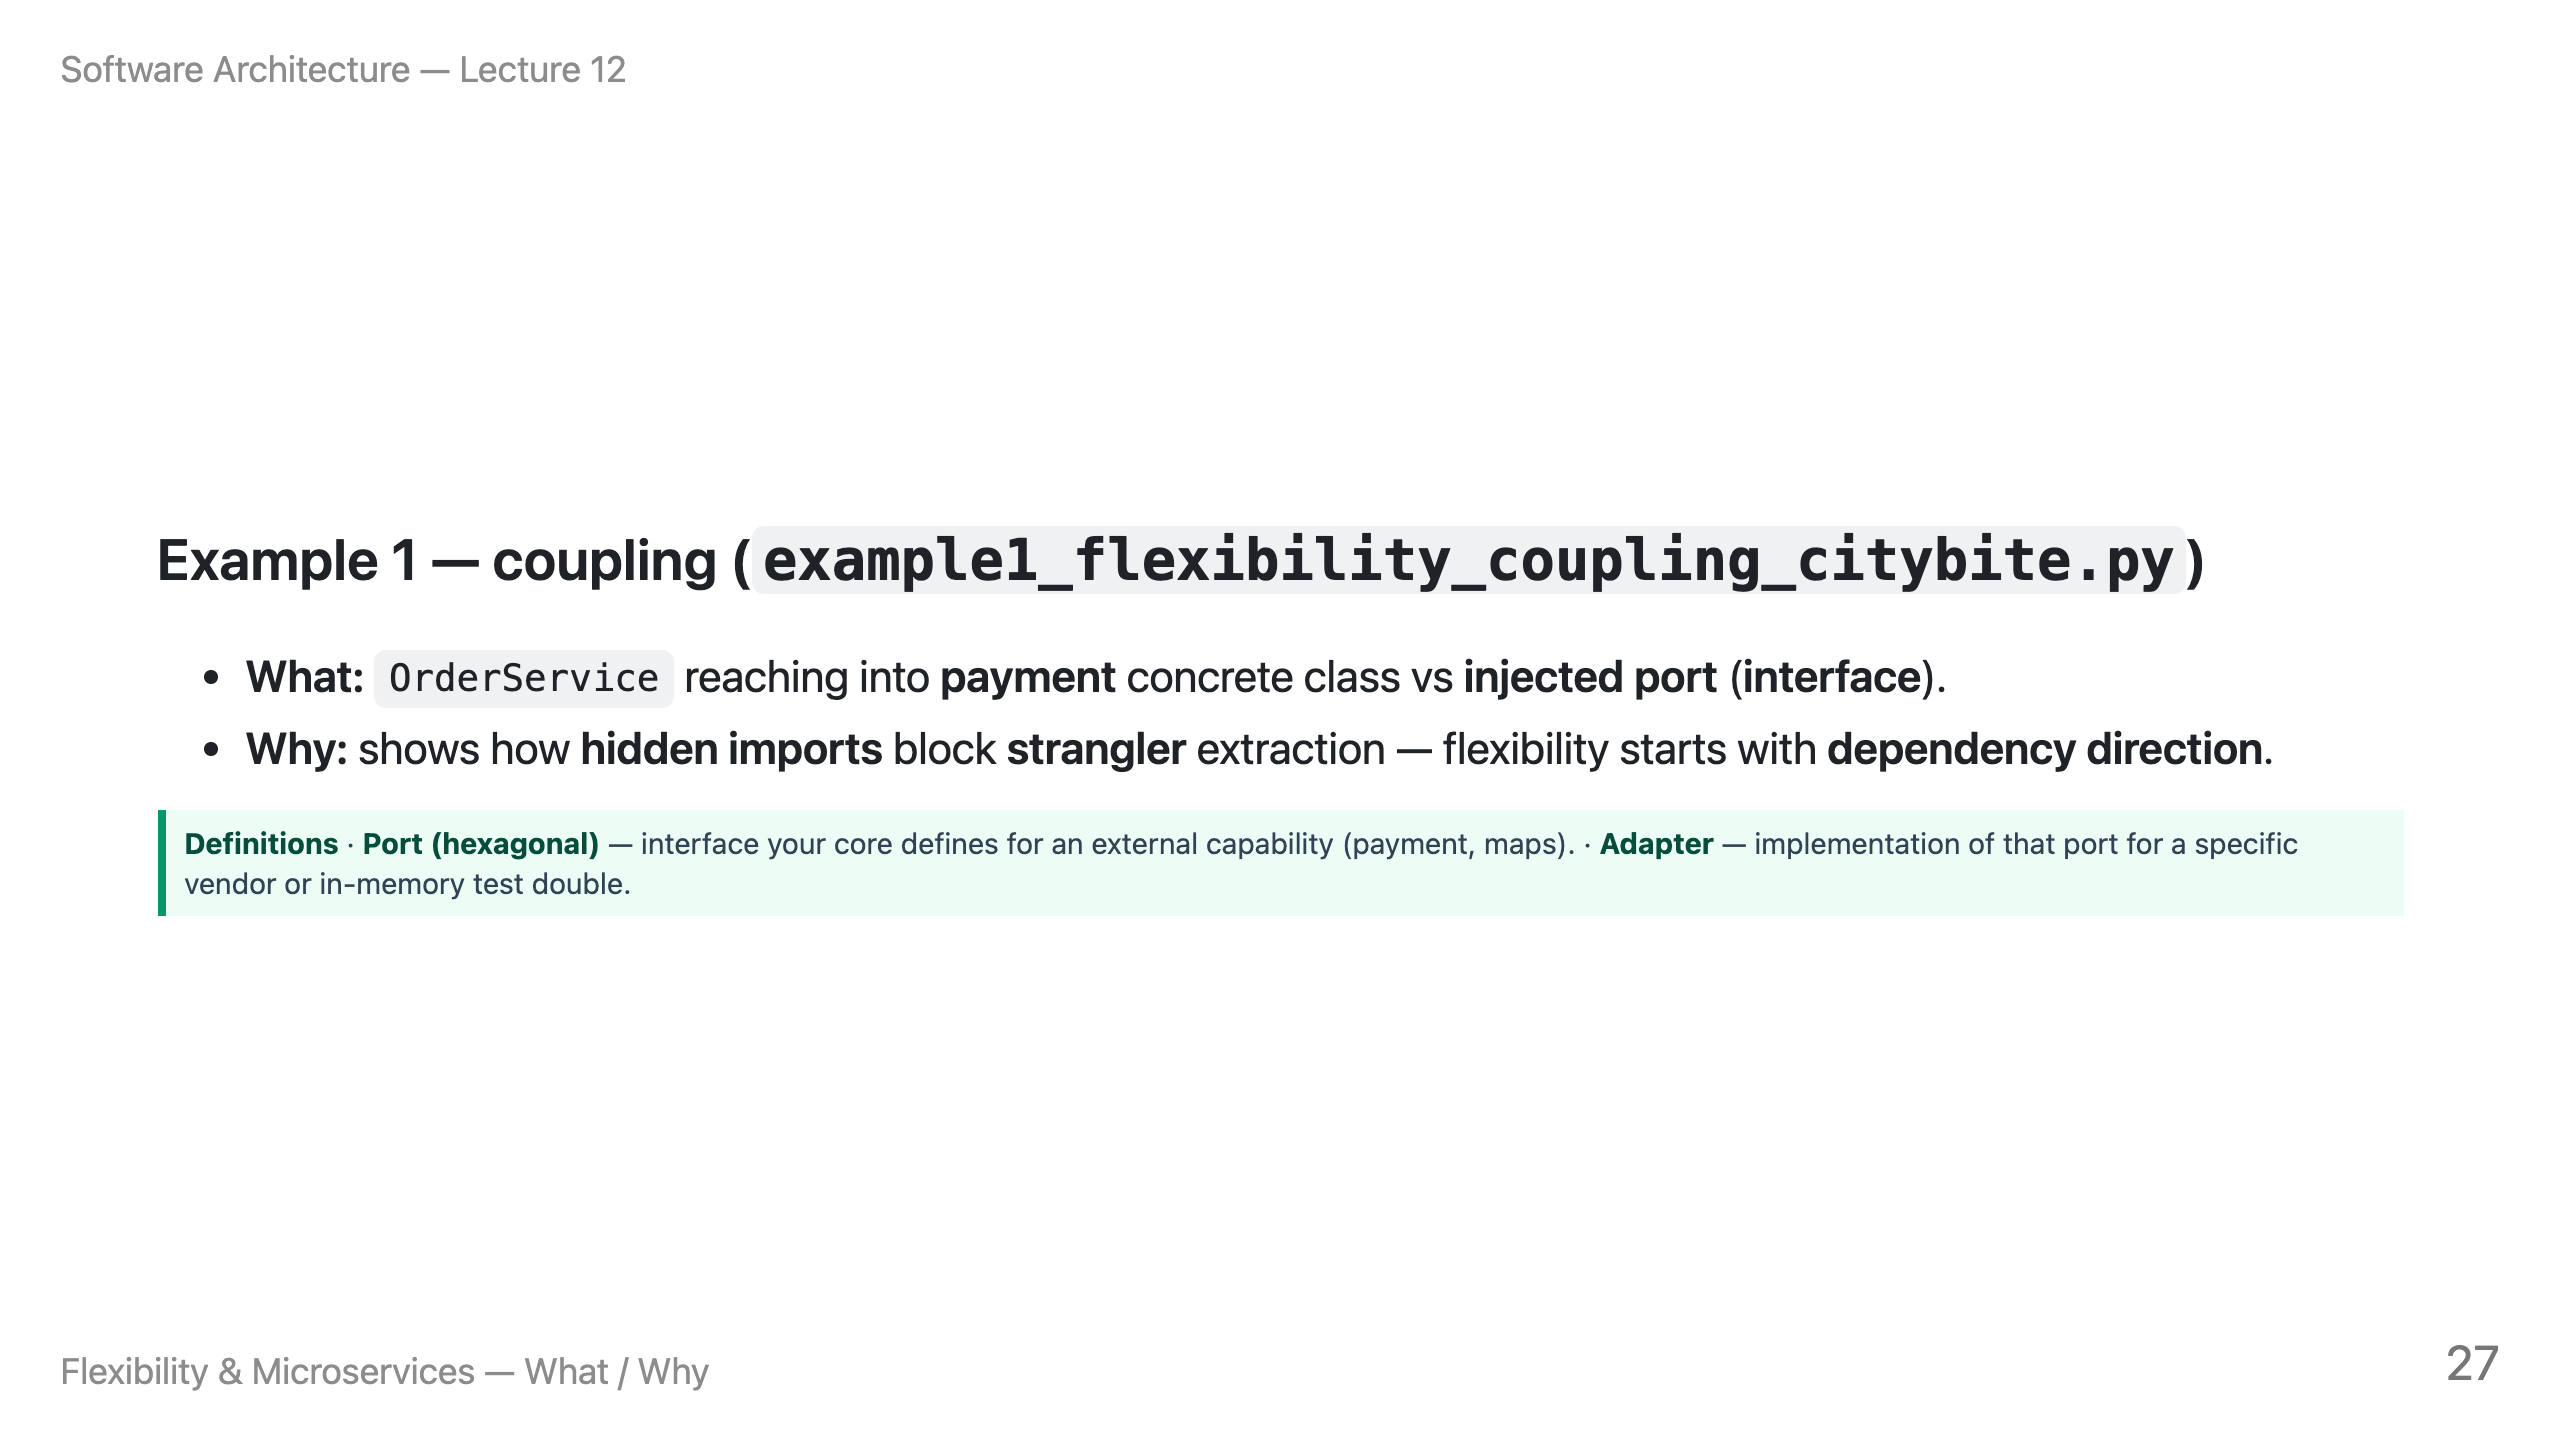 Software Architecture — Lecture 12
Example 1 — coupling (example1_flexibility_coupling_citybite.py)
• What: OrderService reaching into payment concrete class vs injected port (interface).
• Why: shows how hidden imports block strangler extraction — flexibility starts with dependency direction.
Definitions · Port (hexagonal) — interface your core defines for an external capability (payment, maps). · Adapter — implementation of that port for a specific
vendor or in-memory test double.
Flexibility & Microservices — What / Why
27